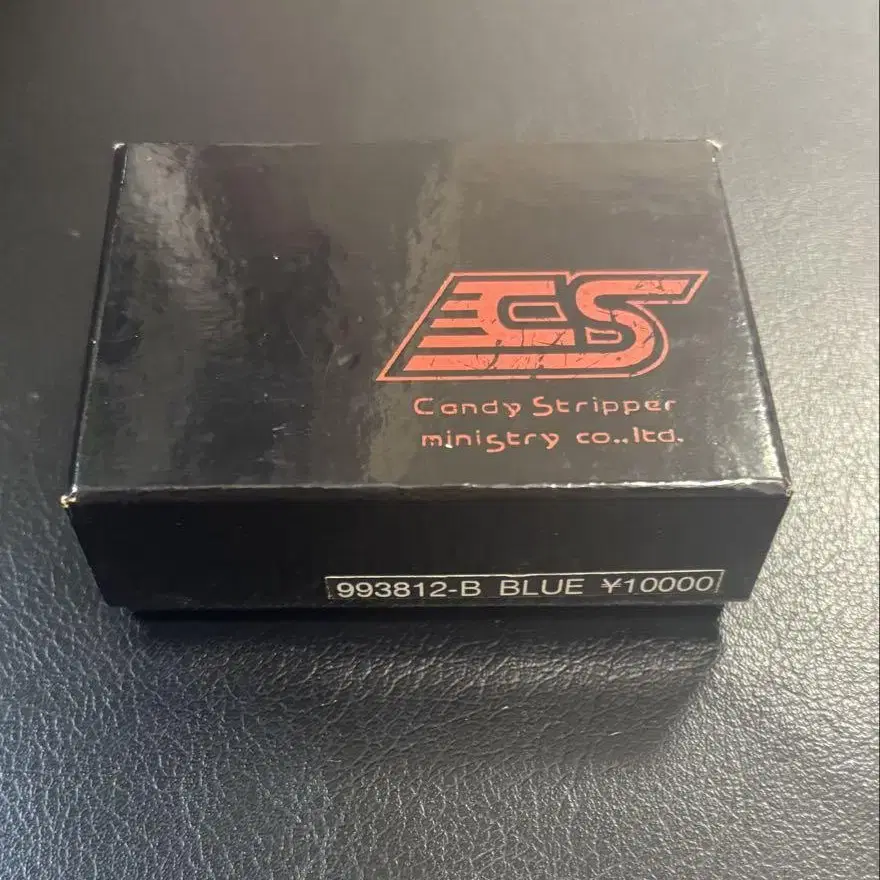 CS
Candy Stripper
ministry co.,ltd.
993812-B BLUE ¥10000